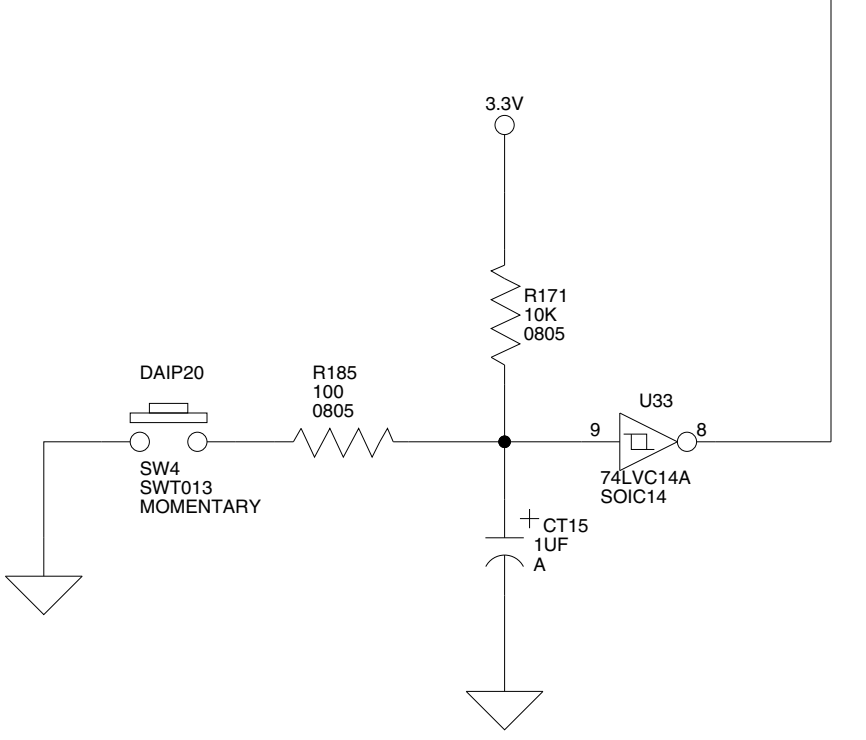 3.3V
R171
10K
0805
DAIP20
R185
100
0805
U33
9
8
SW4
SWT013
MOMENTARY
74LVC14A
SOIC14
+
CT15
1UF
A